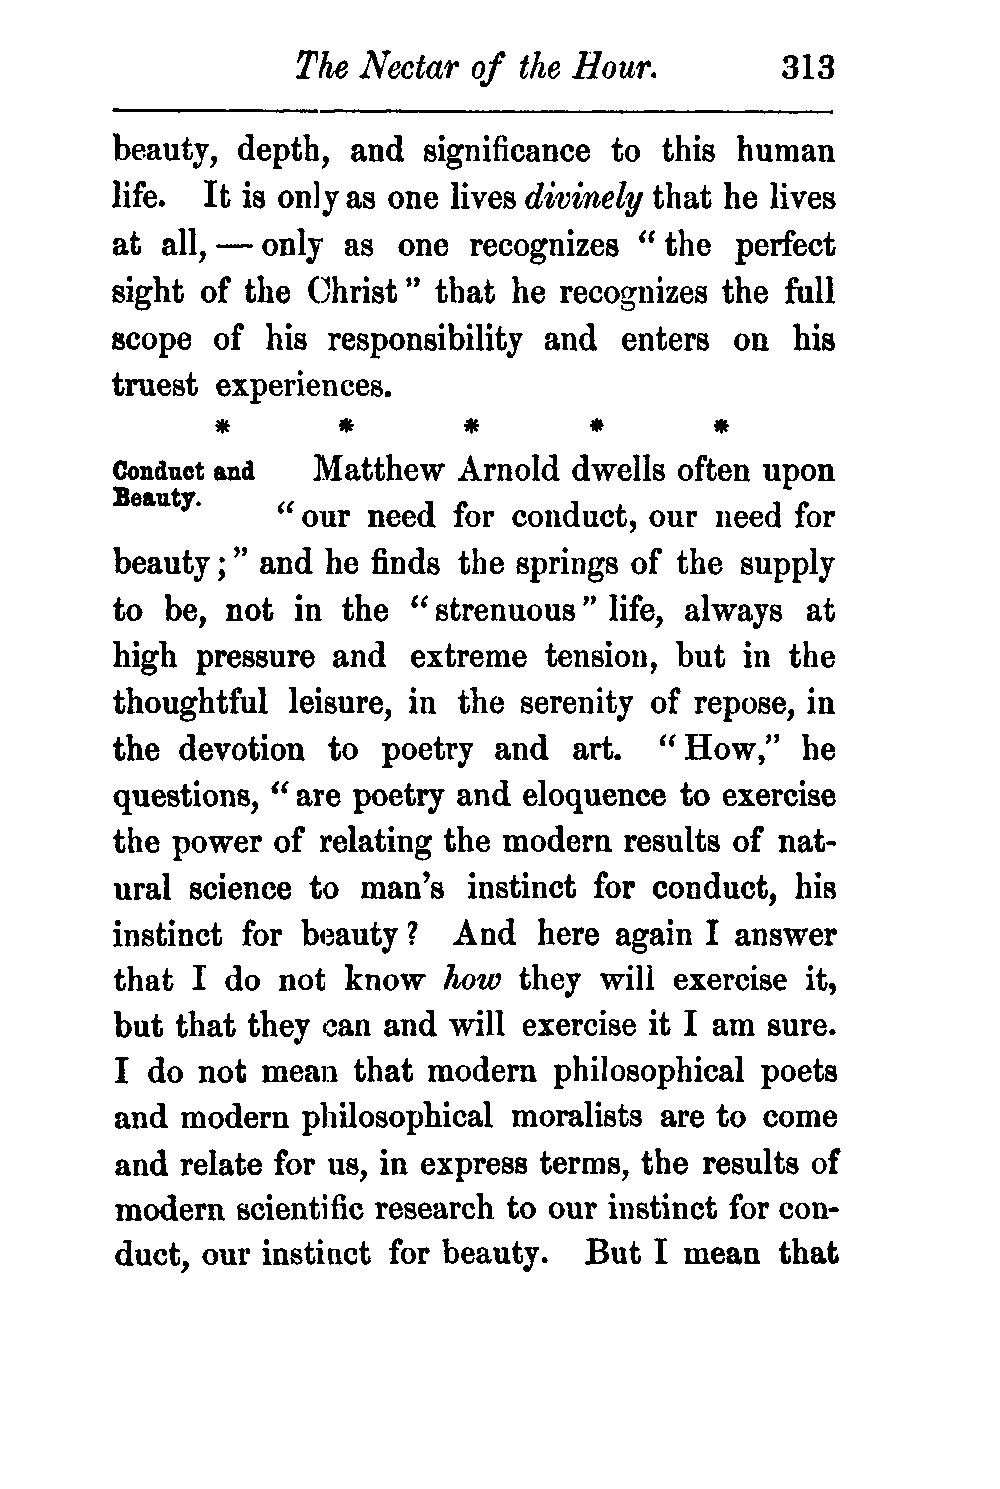 The Nectar of the Hour. 313
beauty, depth, and significance to this human
life. It is only as one lives divinely that he lives
at all, — only as one recognizes “ the perfect
sight of the Christ ” that he recognizes the full
scope of his responsibility and enters on his
truest experiences.
* * * * *
Conduct and Matthew Arnold dwells often upon
Beauty. “ our need for conduct, our need for
beauty ; ” and he finds the springs of the supply
to be, not in the “ strenuous ” life, always at
high pressure and extreme tension, but in the
thoughtful leisure, in the serenity of repose, in
the devotion to poetry and art. “ How,” he
questions, “ are poetry and eloquence to exercise
the power of relating the modern results of nat-
ural science to man’s instinct for conduct, his
instinct for beauty ? And here again I answer
that I do not know how they will exercise it,
but that they can and will exercise it I am sure.
I do not mean that modern philosophical poets
and modern philosophical moralists are to come
and relate for us, in express terms, the results of
modern scientific research to our instinct for con-
duct, our instinct for beauty. But I mean that